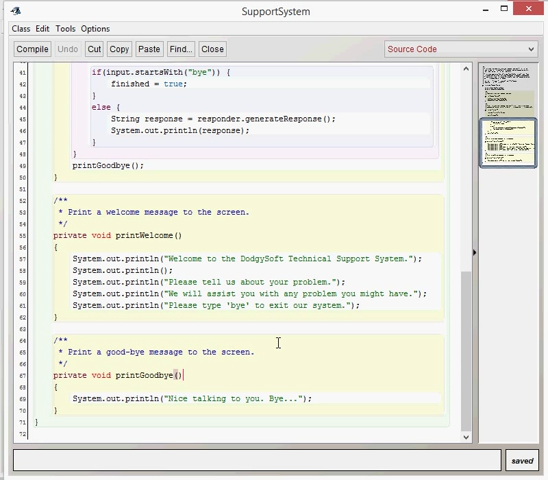 SupportSystem
Class Edit Tools Options
Compile Undo Cut Copy Paste Find... Close Source Code
41 if(input.startsWith("bye")) {
42 finished = true;
43 }
44 else {
45 String response = responder.generateResponse();
46 System.out.println(response);
47 }
48 }
49 printGoodbye();
50 }
51
52 /**
53 * Print a welcome message to the screen.
54 */
55 private void printWelcome()
56 {
57 System.out.println("Welcome to the DodgySoft Technical Support System.");
58 System.out.println();
59 System.out.println("Please tell us about your problem.");
60 System.out.println("We will assist you with any problem you might have.");
61 System.out.println("Please type 'bye' to exit our system.");
62 }
63
64 /**
65 * Print a good-bye message to the screen.
66 */
67 private void printGoodbye()
68 {
69 System.out.println("Nice talking to you. Bye...");
70 }
71 }
72
saved